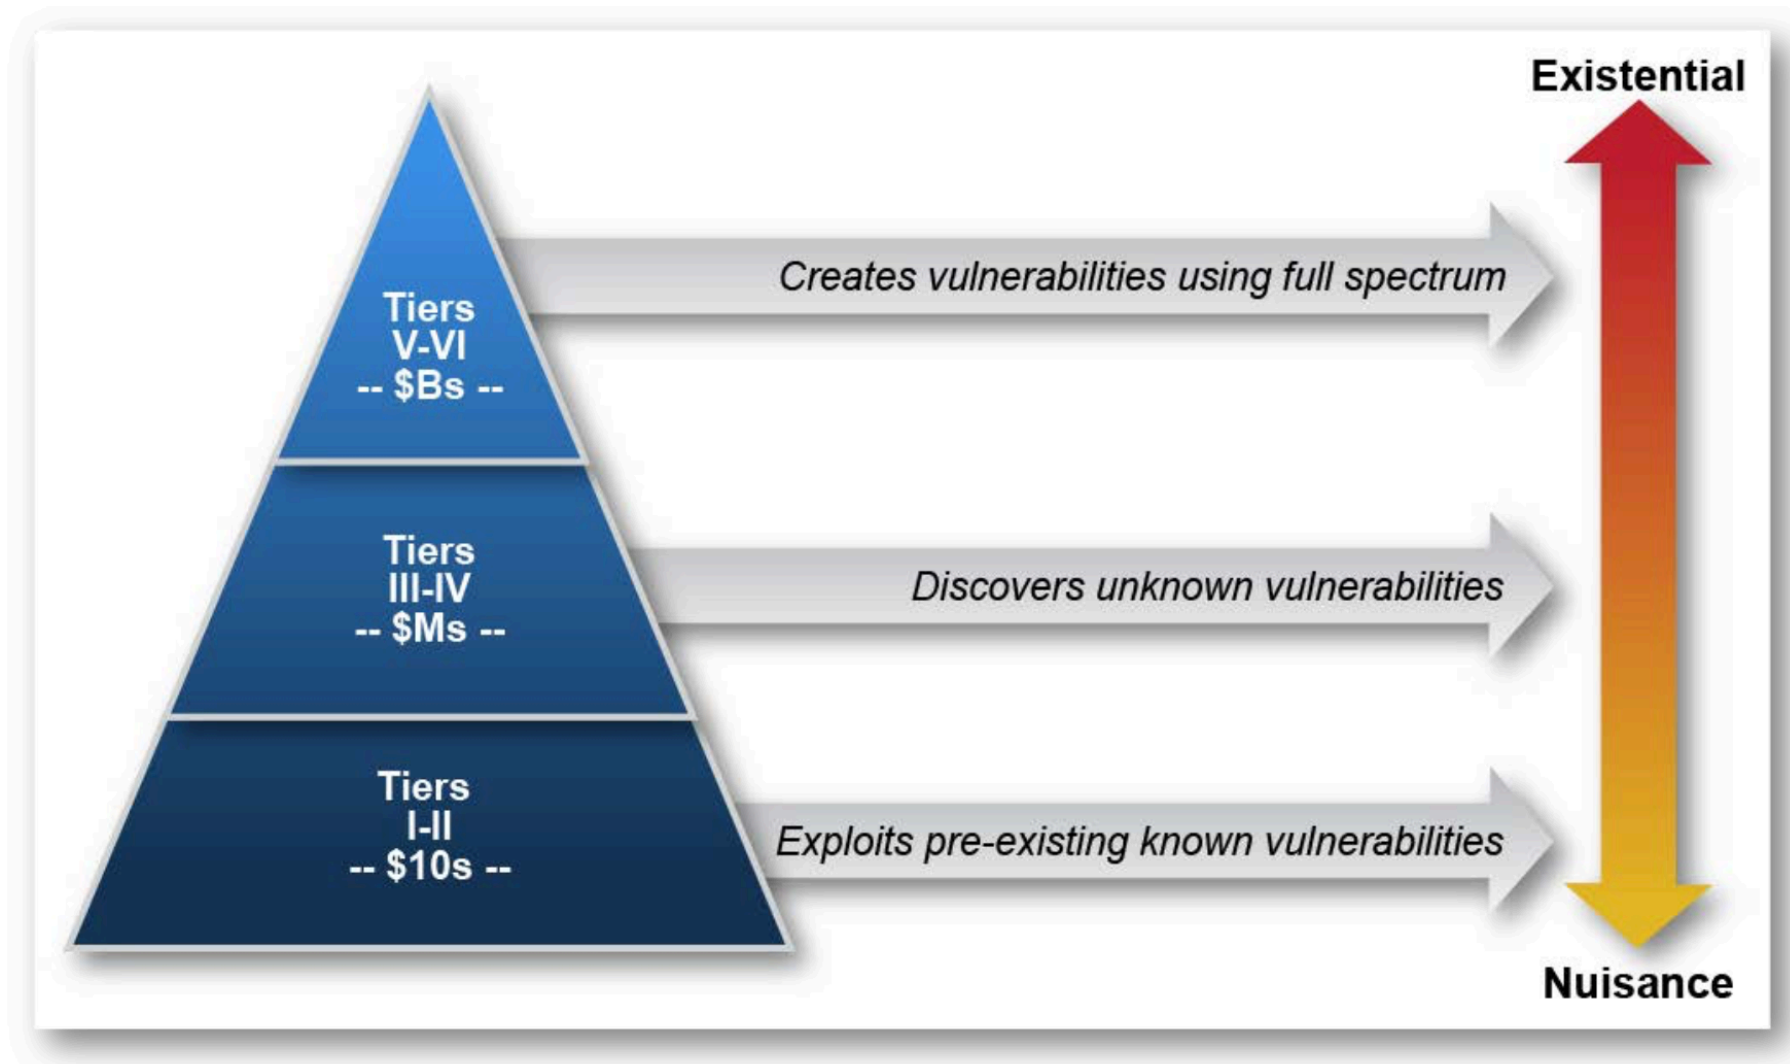 Existential
Creates vulnerabilities using full spectrum
Tiers
V-VI
-- $Bs --
Tiers
III-IV
-- $Ms --
Discovers unknown vulnerabilities
Tiers
I-II
-- $10s --
Exploits pre-existing known vulnerabilities
Nuisance